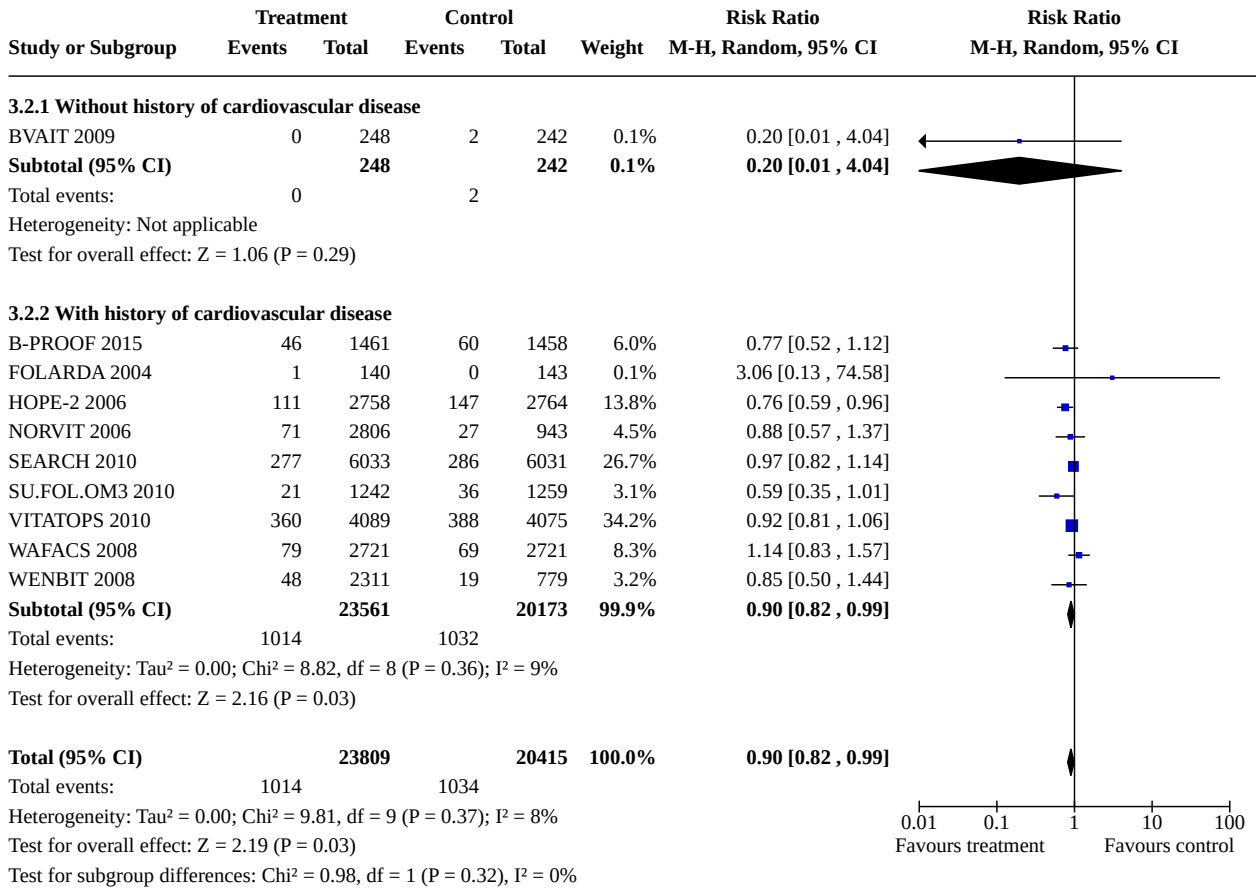 Treatment Control Risk Ratio Risk Ratio
Study or Subgroup Events Total Events Total Weight M-H, Random, 95% CI M-H, Random, 95% CI
3.2.1 Without history of cardiovascular disease
BVAIT 2009 0 248 2 242 0.1% 0.20 [0.01 , 4.04]
Subtotal (95% CI) 248 242 0.1% 0.20 [0.01 , 4.04]
Total events: 0 2
Heterogeneity: Not applicable
Test for overall effect: Z = 1.06 (P = 0.29)
3.2.2 With history of cardiovascular disease
B-PROOF 2015 46 1461 60 1458 6.0% 0.77 [0.52 , 1.12]
FOLARDA 2004 1 140 0 143 0.1% 3.06 [0.13 , 74.58]
HOPE-2 2006 111 2758 147 2764 13.8% 0.76 [0.59 , 0.96]
NORVIT 2006 71 2806 27 943 4.5% 0.88 [0.57 , 1.37]
SEARCH 2010 277 6033 286 6031 26.7% 0.97 [0.82 , 1.14]
SU.FOL.OM3 2010 21 1242 36 1259 3.1% 0.59 [0.35 , 1.01]
VITATOPS 2010 360 4089 388 4075 34.2% 0.92 [0.81 , 1.06]
WAFACS 2008 79 2721 69 2721 8.3% 1.14 [0.83 , 1.57]
WENBIT 2008 48 2311 19 779 3.2% 0.85 [0.50 , 1.44]
Subtotal (95% CI) 23561 20173 99.9% 0.90 [0.82 , 0.99]
Total events: 1014 1032
Heterogeneity: Tau² = 0.00; Chi² = 8.82, df = 8 (P = 0.36); I² = 9%
Test for overall effect: Z = 2.16 (P = 0.03)
Total (95% CI) 23809 20415 100.0% 0.90 [0.82 , 0.99]
Total events: 1014 1034
Heterogeneity: Tau² = 0.00; Chi² = 9.81, df = 9 (P = 0.37); I² = 8%
0.01 0.1 1 10 100
Test for overall effect: Z = 2.19 (P = 0.03) Favours treatment Favours control
Test for subgroup differences: Chi² = 0.98, df = 1 (P = 0.32), I² = 0%